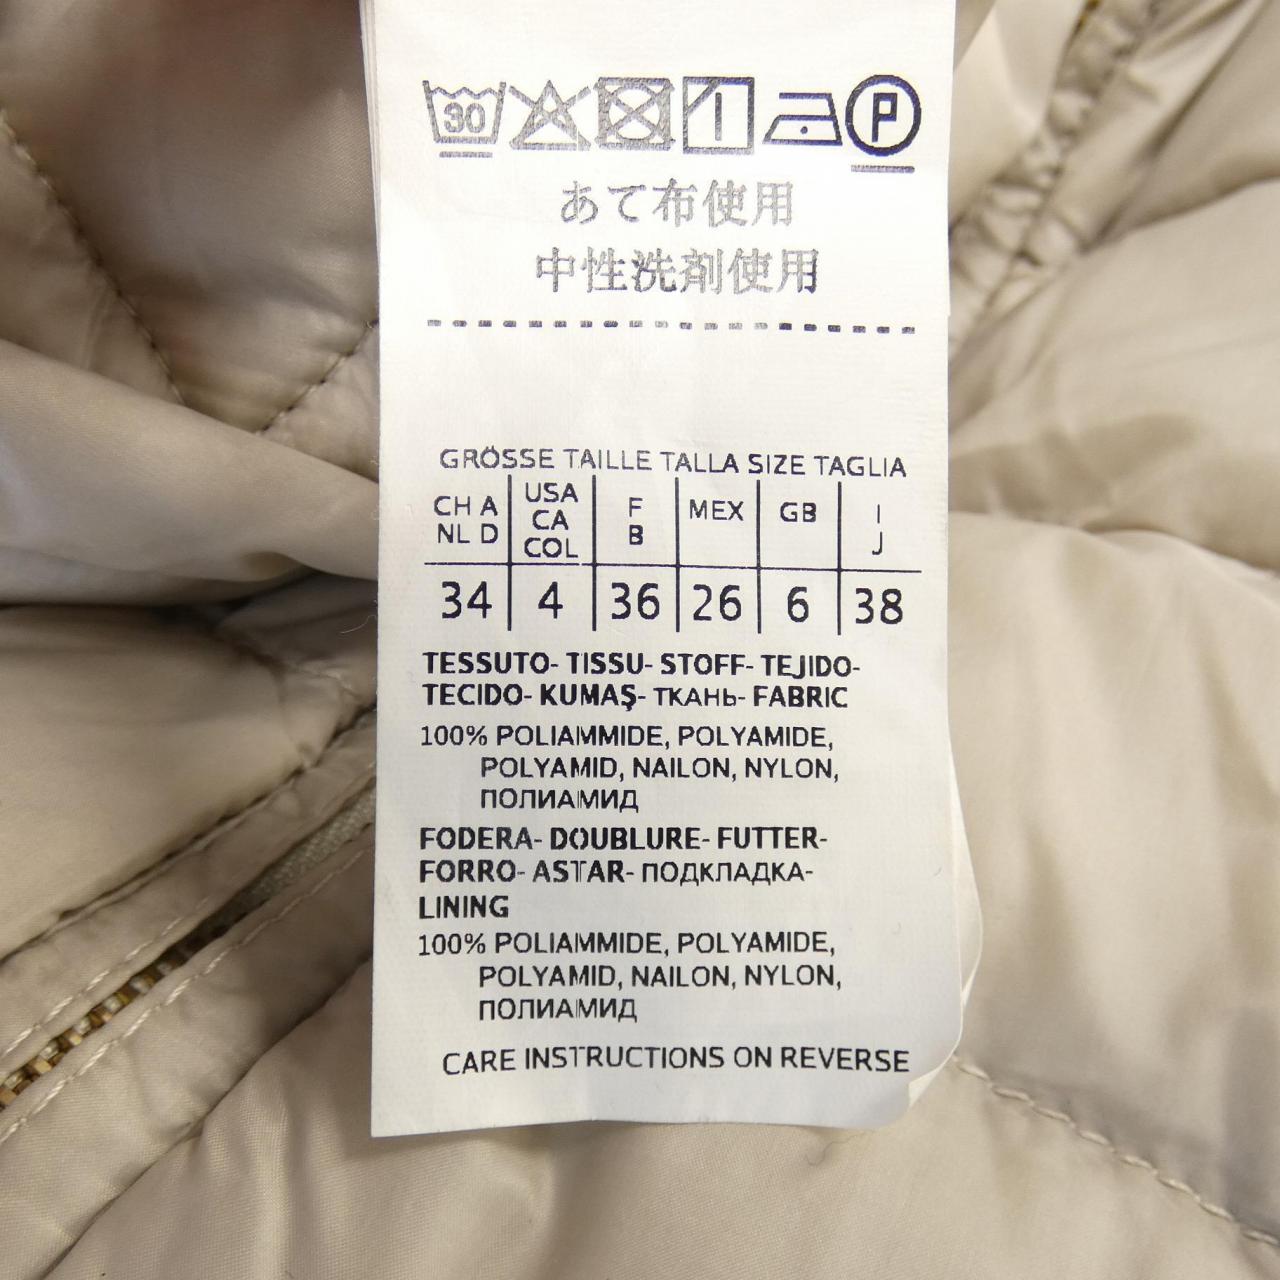 30 P
あて布使用
中性洗剤使用
GRÖSSE TAILLE TALLA SIZE TAGLIA
CH A NL D USA CA COL F B MEX GB I J
34 4 36 26 6 38
TESSUTO- TISSU- STOFF- TEJIDO-
TECIDO- KUMAŞ- ТКАНЬ- FABRIC
100% POLIAMMIDE, POLYAMIDE,
POLYAMID, NAILON, NYLON,
ПОЛИАМИД
FODERA- DOUBLURE- FUTTER-
FORRO- ASTAR- ПОДКЛАДКА-
LINING
100% POLIAMMIDE, POLYAMIDE,
POLYAMID, NAILON, NYLON,
ПОЛИАМИД
CARE INSTRUCTIONS ON REVERSE